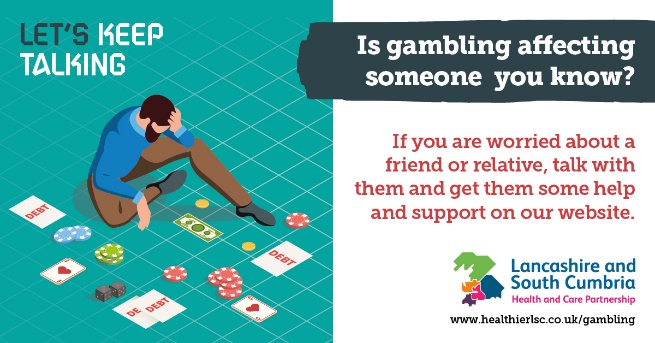 LET'S KEEP
TALKING
Is gambling affecting
someone you know?
If you are worried about a
friend or relative, talk with
them and get them some help
and support on our website.
DEBT
DEBT
DE
DEBT
Lancashire and
South Cumbria
Health and Care Partnership
www.healthierlsc.co.uk/gambling